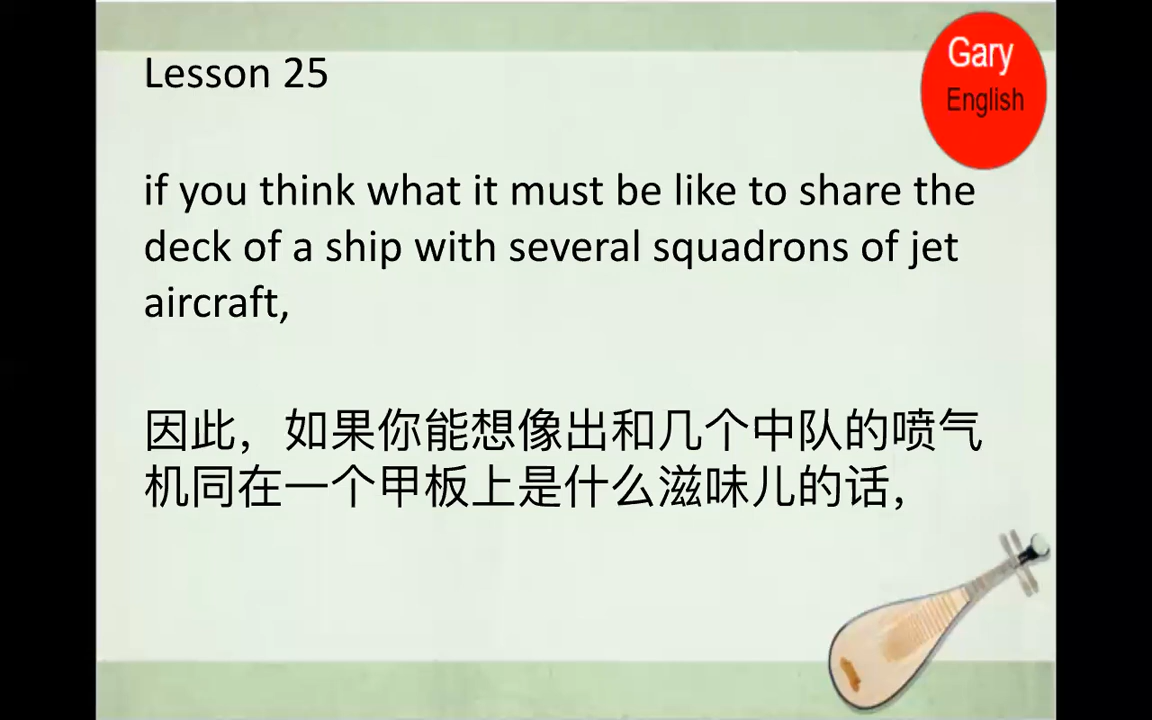 Lesson 25
Gary
English
if you think what it must be like to share the
deck of a ship with several squadrons of jet
aircraft,
因此，如果你能想像出和几个中队的喷气
机同在一个甲板上是什么滋味儿的话，